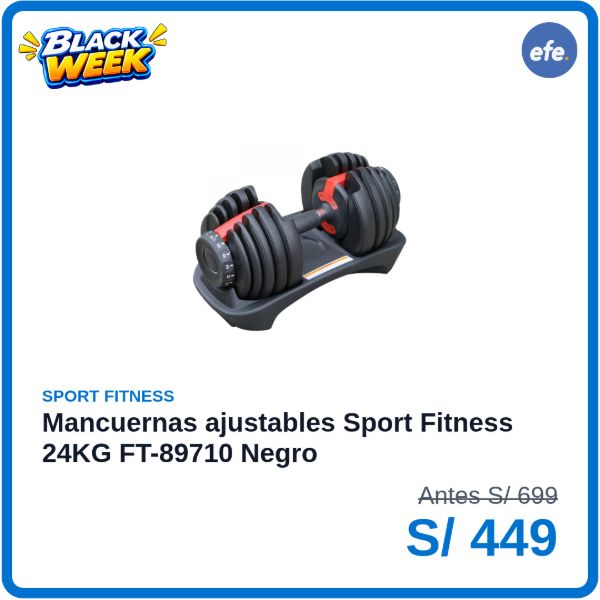 BLACK
WEEK
efe.
SPORT FITNESS
Mancuernas ajustables Sport Fitness
24KG FT-89710 Negro
Antes S/ 699
S/ 449